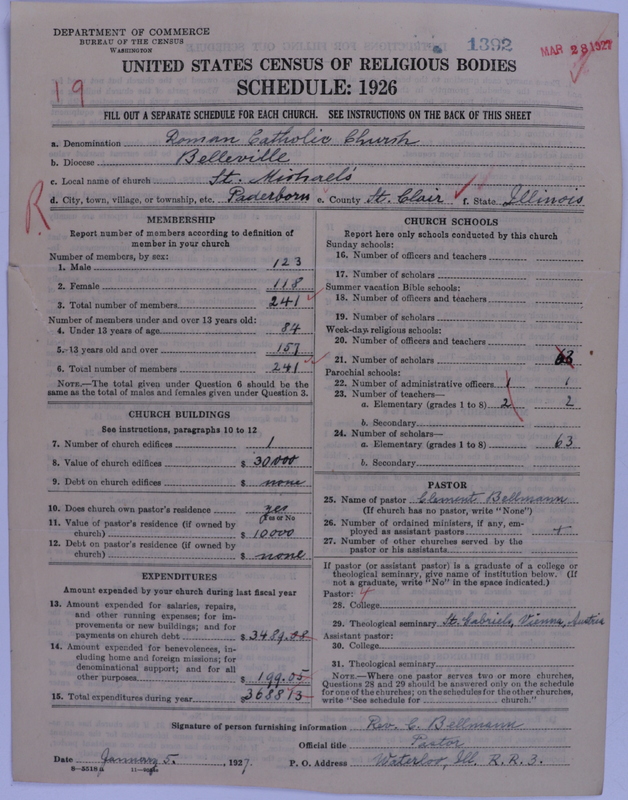 DEPARTMENT OF COMMERCE
BUREAU OF THE CENSUS
WASHINGTON
1392
MAR 28 1927
UNITED STATES CENSUS OF RELIGIOUS BODIES
19
SCHEDULE: 1926
FILL OUT A SEPARATE SCHEDULE FOR EACH CHURCH. SEE INSTRUCTIONS ON THE BACK OF THIS SHEET
a. Denomination Roman Catholic Church
b. Diocese Belleville
c. Local name of church St. Michael's
d. City, town, village, or township, etc. Paderborn e. County St. Clair f. State Illinois
R
MEMBERSHIP
Report number of members according to definition of member in your church
Number of members, by sex:
1. Male 123
2. Female 118
3. Total number of members 241
Number of members under and over 13 years old:
4. Under 13 years of age 84
5. 13 years old and over 157
6. Total number of members 241
NOTE.—The total given under Question 6 should be the
same as the total of males and females given under Question 3.
CHURCH BUILDINGS
See instructions, paragraphs 10 to 12
7. Number of church edifices 1
8. Value of church edifices $ 30,000
9. Debt on church edifices $ none
10. Does church own pastor's residence yes
(Yes or No
11. Value of pastor's residence (if owned by
church) $ 10000
12. Debt on pastor's residence (if owned by
church) $ none
EXPENDITURES
Amount expended by church during last fiscal year
13. Amount expended for salaries, repairs,
and other running expenses; for im-
provements or new buildings; and for
payments on church debt $ 3489.08
14. Amount expended for benevolences, in-
cluding home and foreign missions; for
denominational support; and for all
other purposes $ 199.05
15. Total expenditures during year $ 3688 13
CHURCH SCHOOLS
Report here only schools conducted by this church
Sunday schools:
16. Number of officers and teachers
17. Number of scholars
Summer vacation Bible schools:
18. Number of officers and teachers
19. Number of scholars
Week-day religious schools:
20. Number of officers and teachers
21. Number of scholars 63
Parochial schools:
22. Number of administrative officers 1 1
23. Number of teachers—
a. Elementary (grades 1 to 8) 2 2
b. Secondary
24. Number of scholars—
a. Elementary (grades 1 to 8) 63
b. Secondary
PASTOR
25. Name of pastor Clement Bellmann
(If church has no pastor, write "None")
26. Number of ordained ministers, if any, em-
ployed as assistant pastors
27. Number of other churches served by the
pastor or his assistants
If pastor (or assistant pastor) is a graduate of a college or
theological seminary, give name of institution below. (If
not a graduate, write "No" in the space indicated.)
Pastor: 4
28. College
29. Theological seminary St. Gabriels, Vienna, Austria
Assistant pastor:
30. College
31. Theological seminary
NOTE.—Where one pastor serves two or more churches,
Questions 28 and 29 should be answered only on the schedule
for one of the churches; on the schedules for the other churches,
write "See schedule for church."
Signature of person furnishing information Rev. C. Bellmann
Official title Pastor
Date January 5. , 1927. P. O. Address Waterloo, Ill. R. R. 3.